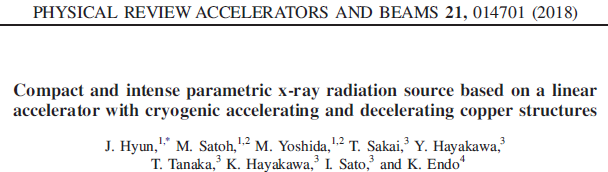 PHYSICAL REVIEW ACCELERATORS AND BEAMS 21, 014701 (2018)
Compact and intense parametric x-ray radiation source based on a linear
accelerator with cryogenic accelerating and decelerating copper structures
J. Hyun,1,* M. Satoh,1,2 M. Yoshida,1,2 T. Sakai,3 Y. Hayakawa,3
T. Tanaka,3 K. Hayakawa,3 I. Sato,3 and K. Endo4